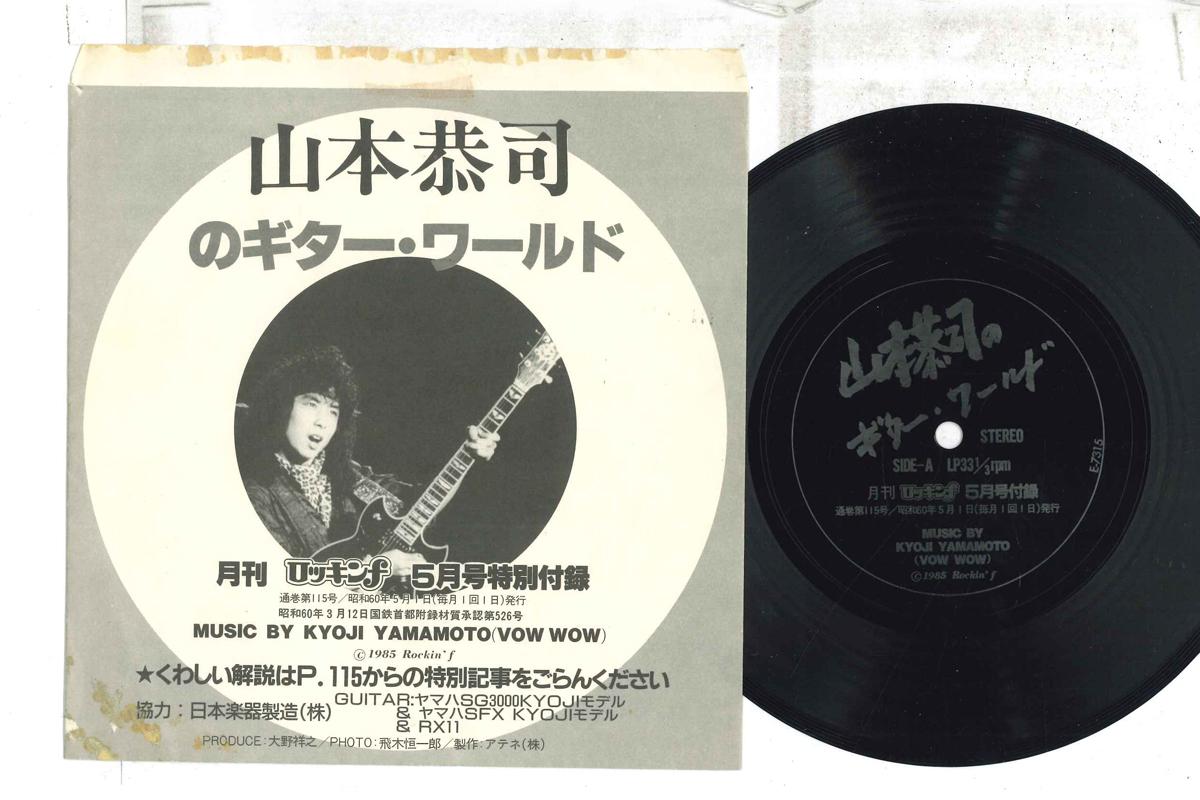 山本恭司
のギター・ワールド
月刊 ロッキンf 5月号特別付録
通巻第115号/昭和60年5月1日(毎月1回1日)発行
昭和60年3月12日国鉄首都附録材質承認第526号
MUSIC BY KYOJI YAMAMOTO(VOW WOW)
©1985 Rockin' f
★くわしい解説はP.115からの特別記事をごらんください
協力:日本楽器製造(株)
GUITAR:ヤマハSG3000KYOJIモデル
& ヤマハSFX KYOJIモデル
& RX11
PRODUCE:大野祥之/PHOTO:飛木恒一郎/製作:アテネ(株)
山本恭司の
ギター・ワールド
STEREO
SIDE-A LP33 1/3rpm
E-7315
月刊 ロッキンf 5月号付録
通巻第115号/昭和60年5月1日(毎月1回1日)発行
MUSIC BY
KYOJI YAMAMOTO
(VOW WOW)
©1985 Rockin' f